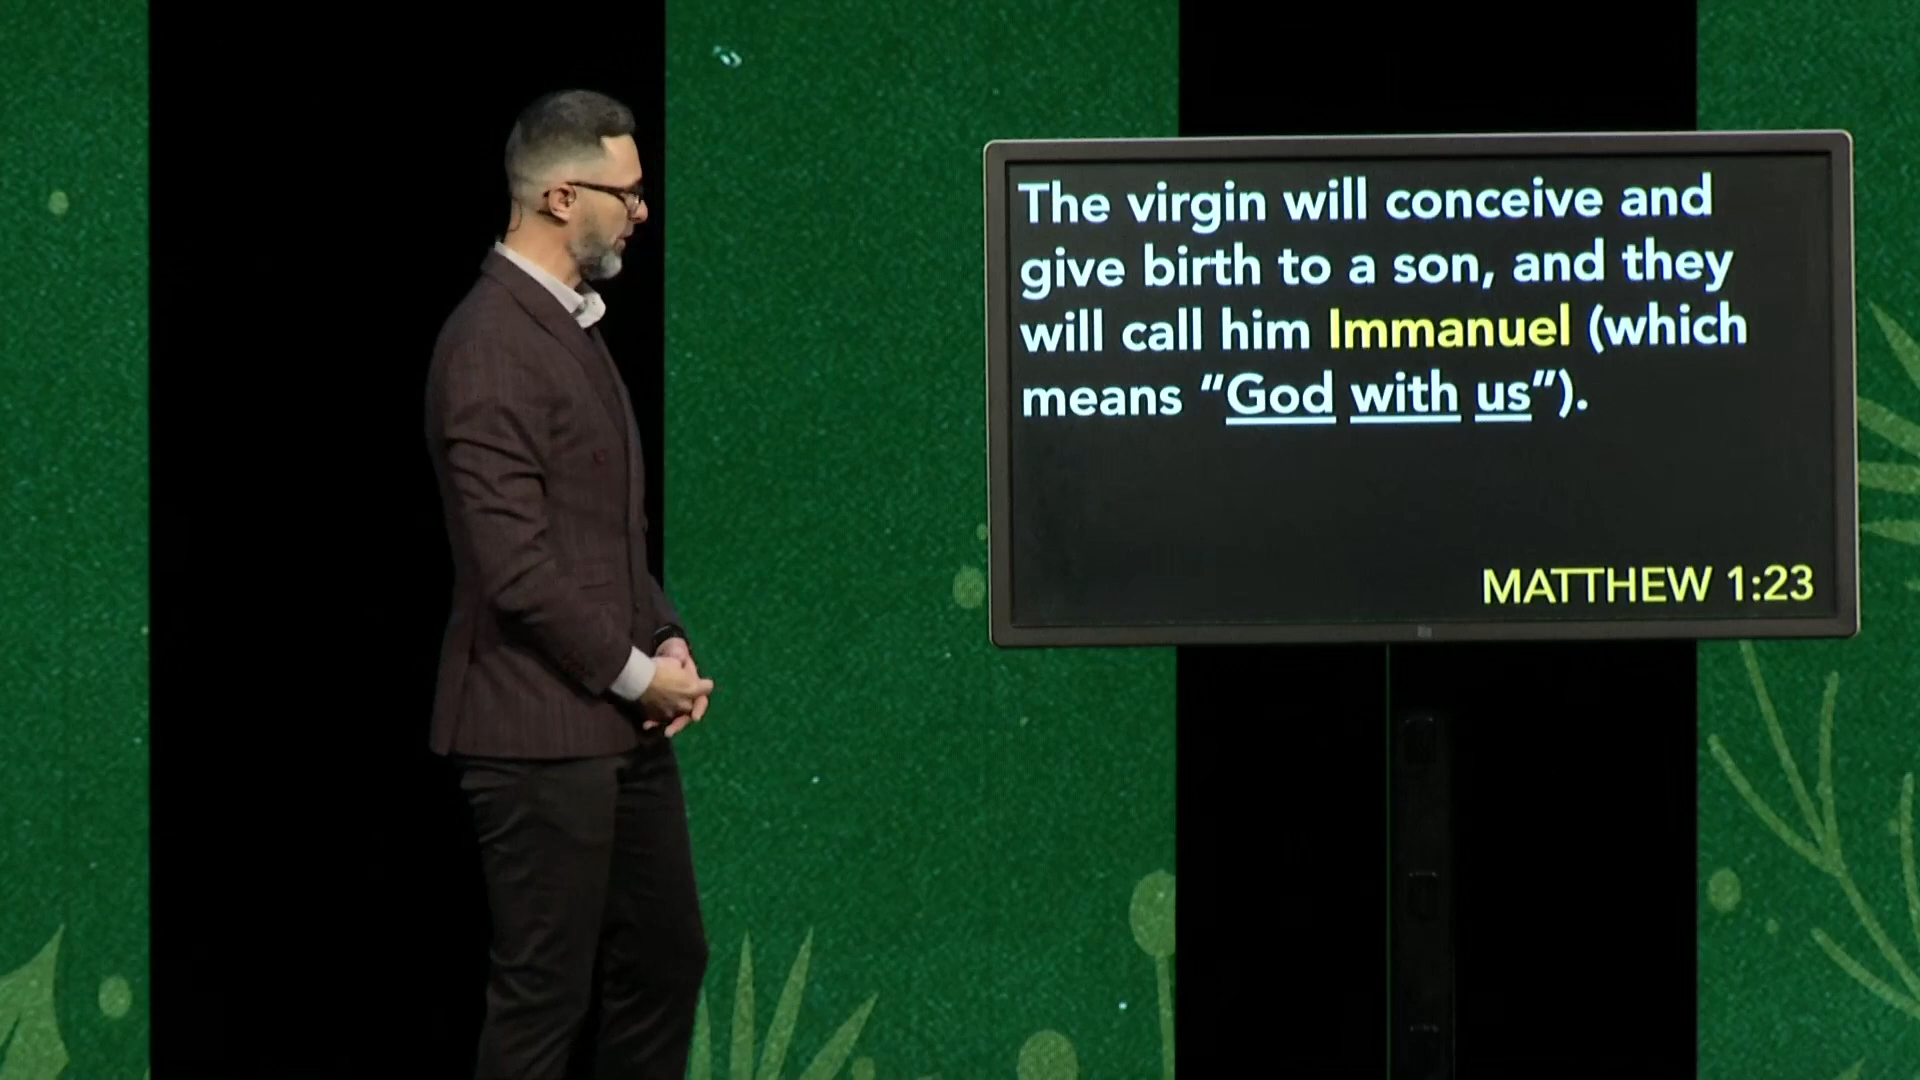 The virgin will conceive and
give birth to a son, and they
will call him Immanuel (which
means “God with us”).
MATTHEW 1:23